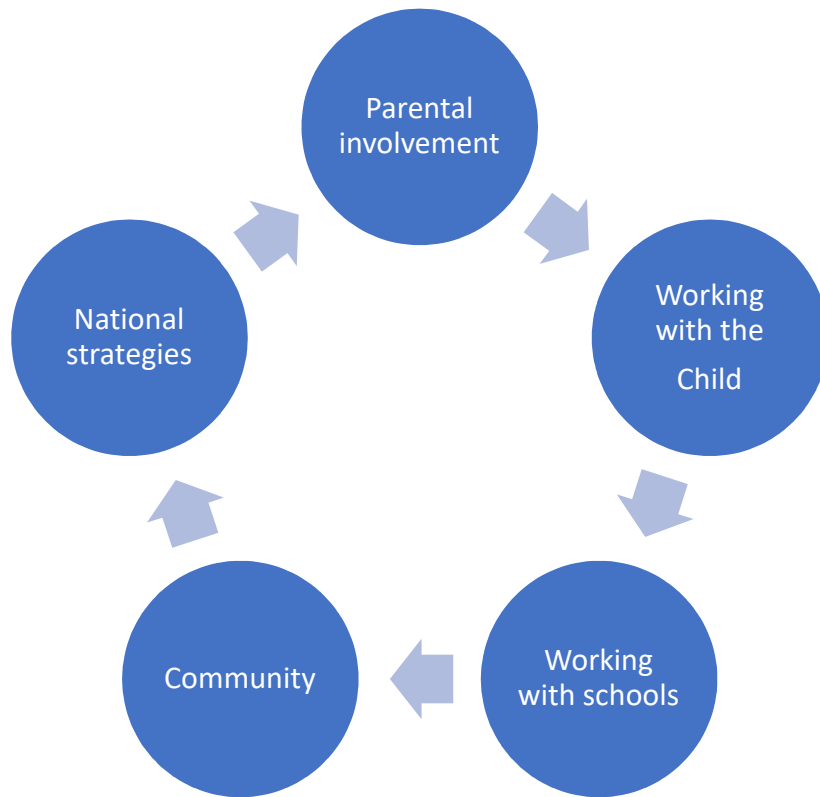 Parental
involvement
Working
with the
Child
Working
with schools
Community
National
strategies